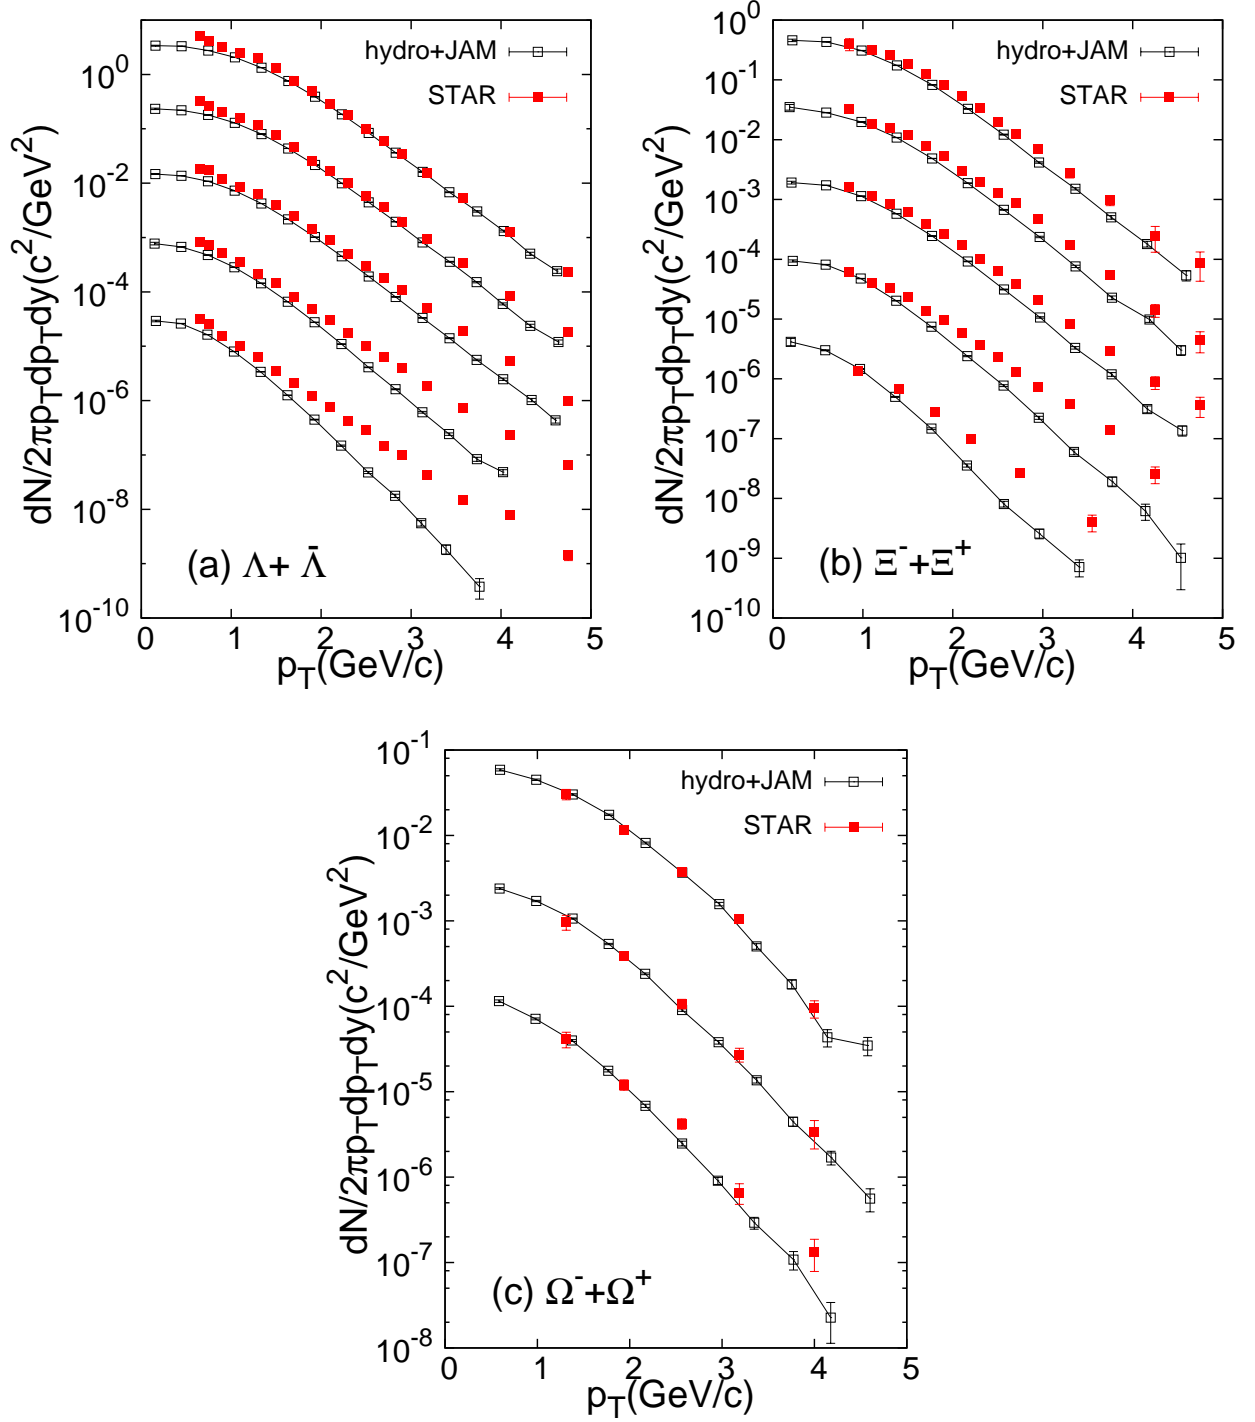 hydro+JAM
STAR
10^0
10^-2
10^-4
10^-6
10^-8
10^-10
dN/2πp_T dp_T dy(c^2/GeV^2)
(a) Λ+ Λ̄
0 1 2 3 4 5
p_T(GeV/c)
hydro+JAM
STAR
10^0
10^-1
10^-2
10^-3
10^-4
10^-5
10^-6
10^-7
10^-8
10^-9
10^-10
dN/2πp_T dp_T dy(c^2/GeV^2)
(b) Ξ^-+Ξ^+
0 1 2 3 4 5
p_T(GeV/c)
hydro+JAM
STAR
10^-1
10^-2
10^-3
10^-4
10^-5
10^-6
10^-7
10^-8
dN/2πp_T dp_T dy(c^2/GeV^2)
(c) Ω^-+Ω^+
0 1 2 3 4 5
p_T(GeV/c)